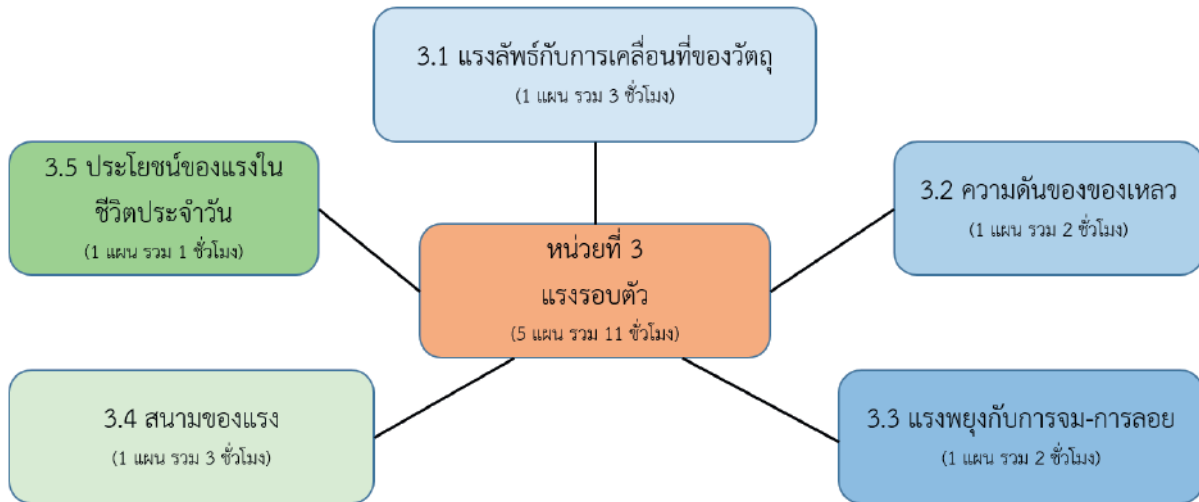 3.1 แรงลัพธ์กับการเคลื่อนที่ของวัตถุ
(1 แผน รวม 3 ชั่วโมง)
3.5 ประโยชน์ของแรงใน
ชีวิตประจำวัน
(1 แผน รวม 1 ชั่วโมง)
3.2 ความดันของของเหลว
(1 แผน รวม 2 ชั่วโมง)
หน่วยที่ 3
แรงรอบตัว
(5 แผน รวม 11 ชั่วโมง)
3.4 สนามของแรง
(1 แผน รวม 3 ชั่วโมง)
3.3 แรงพยุงกับการจม-การลอย
(1 แผน รวม 2 ชั่วโมง)